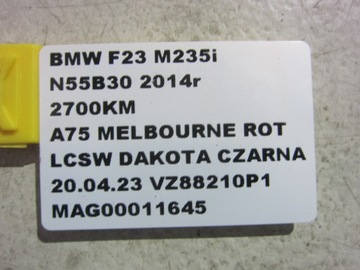 BMW F23 M235i
N55B30 2014r
2700KM
A75 MELBOURNE ROT
LCSW DAKOTA CZARNA
20.04.23 VZ88210P1
MAG00011645